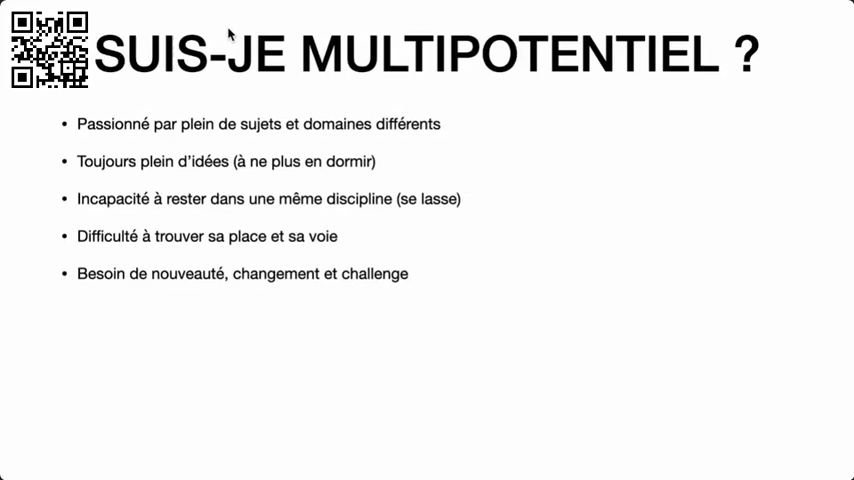 SUIS-JE MULTIPOTENTIEL ?
• Passionné par plein de sujets et domaines différents
• Toujours plein d’idées (à ne plus en dormir)
• Incapacité à rester dans une même discipline (se lasse)
• Difficulté à trouver sa place et sa voie
• Besoin de nouveauté, changement et challenge